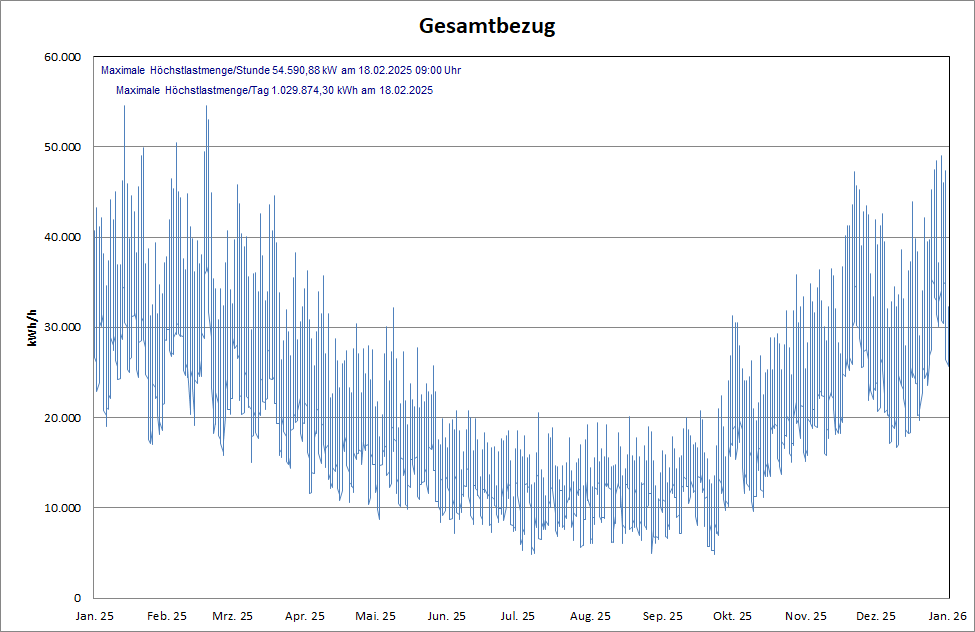 Gesamtbezug
60.000
Maximale Höchstlastmenge/Stunde 54.590,88 kW am 18.02.2025 09:00 Uhr
Maximale Höchstlastmenge/Tag 1.029.874,30 kWh am 18.02.2025
50.000
40.000
kWh/h
30.000
20.000
10.000
0
Jan. 25 Feb. 25 Mrz. 25 Apr. 25 Mai. 25 Jun. 25 Jul. 25 Aug. 25 Sep. 25 Okt. 25 Nov. 25 Dez. 25 Jan. 26